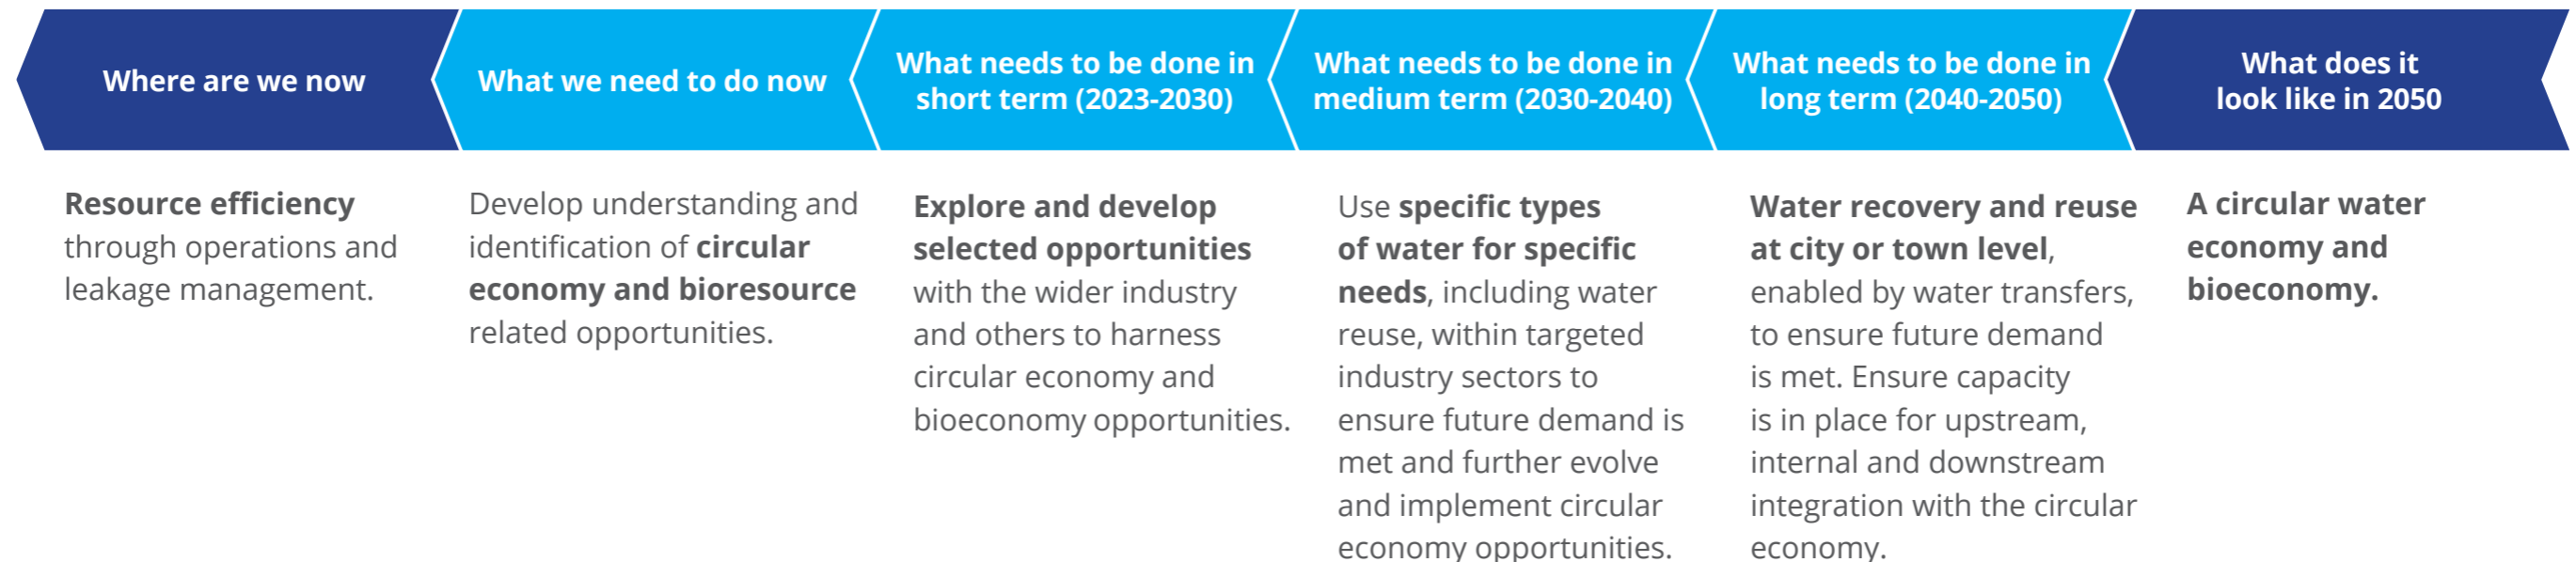 Where are we now
What we need to do now
What needs to be done in
short term (2023-2030)
What needs to be done in
medium term (2030-2040)
What needs to be done in
long term (2040-2050)
What does it
look like in 2050
Resource efficiency
through operations and
leakage management.
Develop understanding and
identification of circular
economy and bioresource
related opportunities.
Explore and develop
selected opportunities
with the wider industry
and others to harness
circular economy and
bioeconomy opportunities.
Use specific types
of water for specific
needs, including water
reuse, within targeted
industry sectors to
ensure future demand is
met and further evolve
and implement circular
economy opportunities.
Water recovery and reuse
at city or town level,
enabled by water transfers,
to ensure future demand
is met. Ensure capacity
is in place for upstream,
internal and downstream
integration with the circular
economy.
A circular water
economy and
bioeconomy.